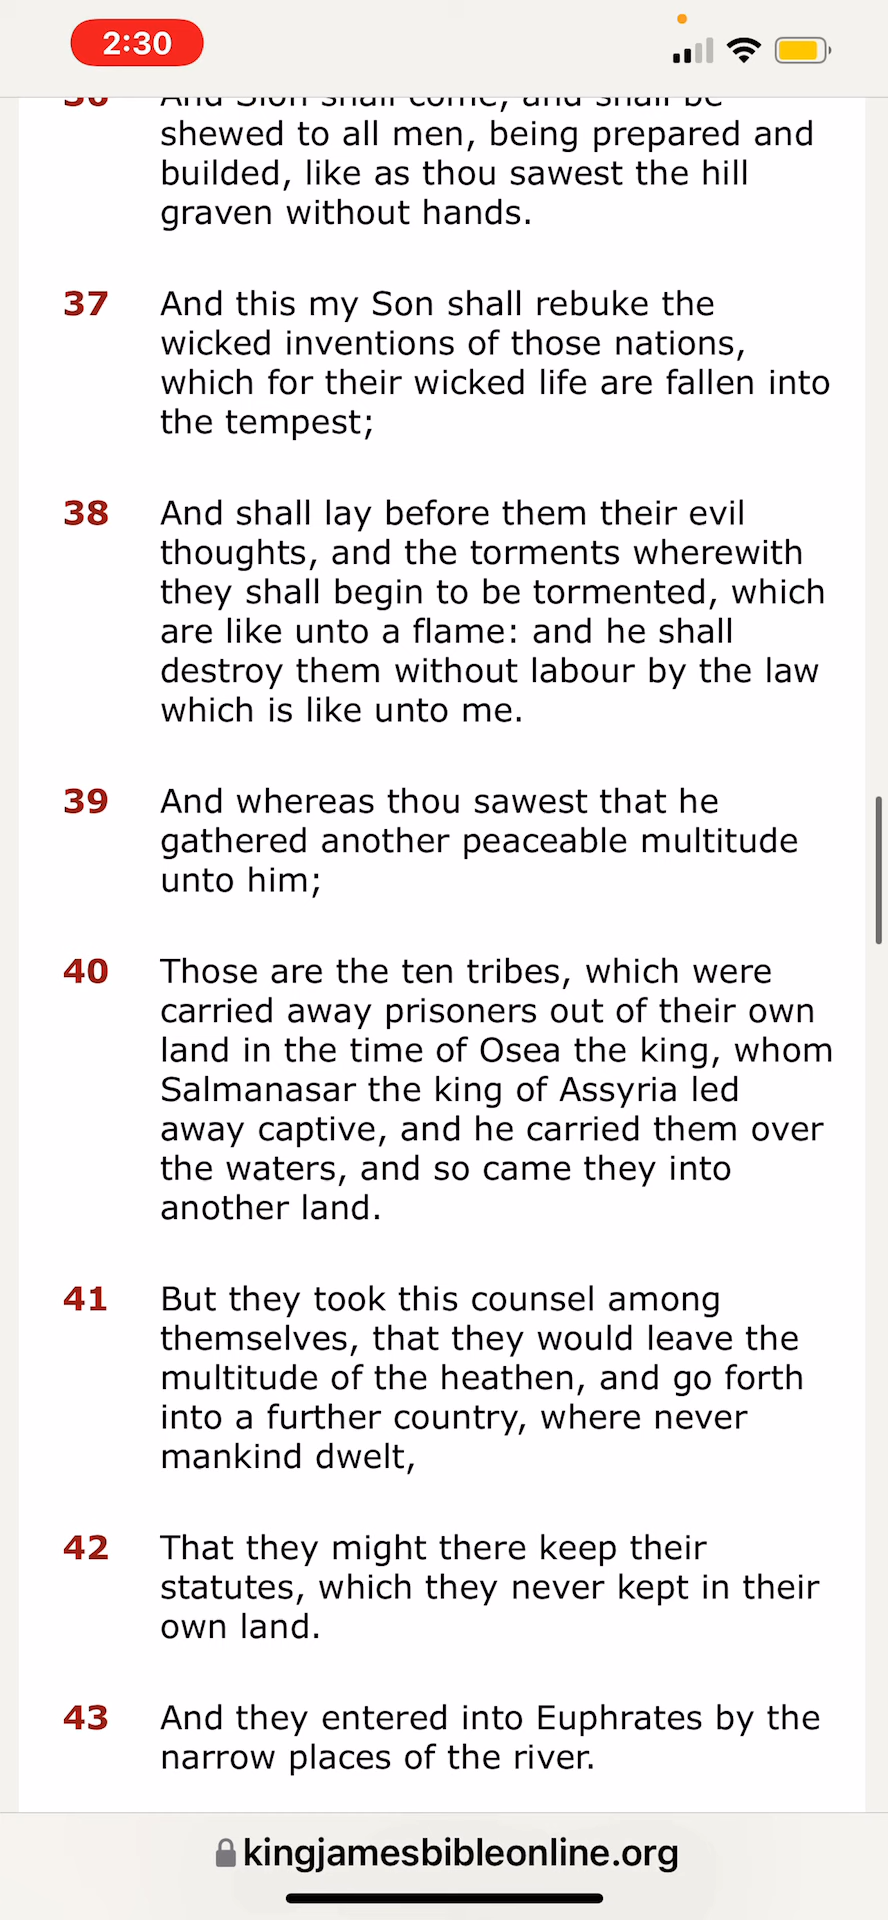 2:30
36 And Sion shall come, and shall be
shewed to all men, being prepared and
builded, like as thou sawest the hill
graven without hands.
37 And this my Son shall rebuke the
wicked inventions of those nations,
which for their wicked life are fallen into
the tempest;
38 And shall lay before them their evil
thoughts, and the torments wherewith
they shall begin to be tormented, which
are like unto a flame: and he shall
destroy them without labour by the law
which is like unto me.
39 And whereas thou sawest that he
gathered another peaceable multitude
unto him;
40 Those are the ten tribes, which were
carried away prisoners out of their own
land in the time of Osea the king, whom
Salmanasar the king of Assyria led
away captive, and he carried them over
the waters, and so came they into
another land.
41 But they took this counsel among
themselves, that they would leave the
multitude of the heathen, and go forth
into a further country, where never
mankind dwelt,
42 That they might there keep their
statutes, which they never kept in their
own land.
43 And they entered into Euphrates by the
narrow places of the river.
kingjamesbibleonline.org